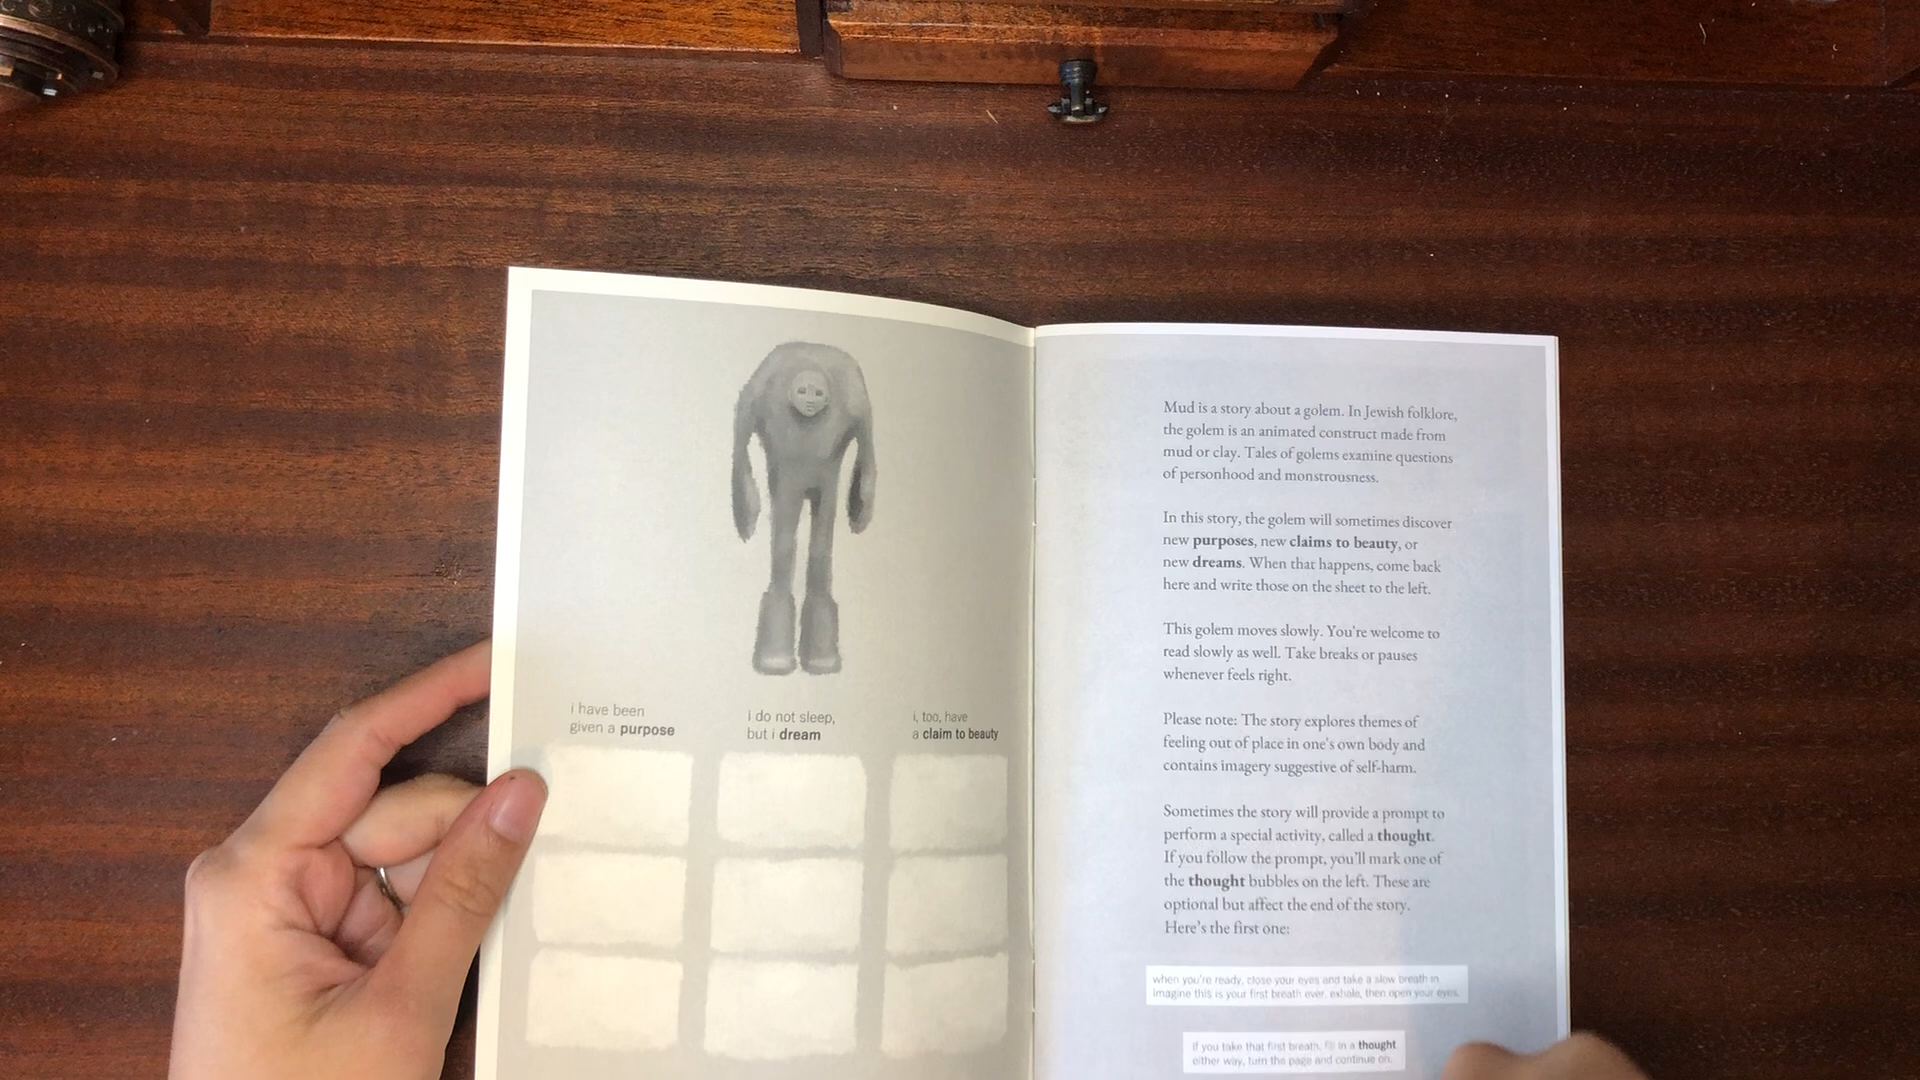 i have been
given a purpose
i do not sleep,
but i dream
i, too, have
a claim to beauty
Mud is a story about a golem. In Jewish folklore,
the golem is an animated construct made from
mud or clay. Tales of golems examine questions
of personhood and monstrousness.
In this story, the golem will sometimes discover
new purposes, new claims to beauty, or
new dreams. When that happens, come back
here and write those on the sheet to the left.
This golem moves slowly. You're welcome to
read slowly as well. Take breaks or pauses
whenever feels right.
Please note: The story explores themes of
feeling out of place in one's own body and
contains imagery suggestive of self-harm.
Sometimes the story will provide a prompt to
perform a special activity, called a thought.
If you follow the prompt, you'll mark one of
the thought bubbles on the left. These are
optional but affect the end of the story.
Here's the first one:
when you're ready, close your eyes and take a slow breath in.
imagine this is your first breath ever. exhale, then open your eyes.
if you take that first breath, fill in a thought.
either way, turn the page and continue on.